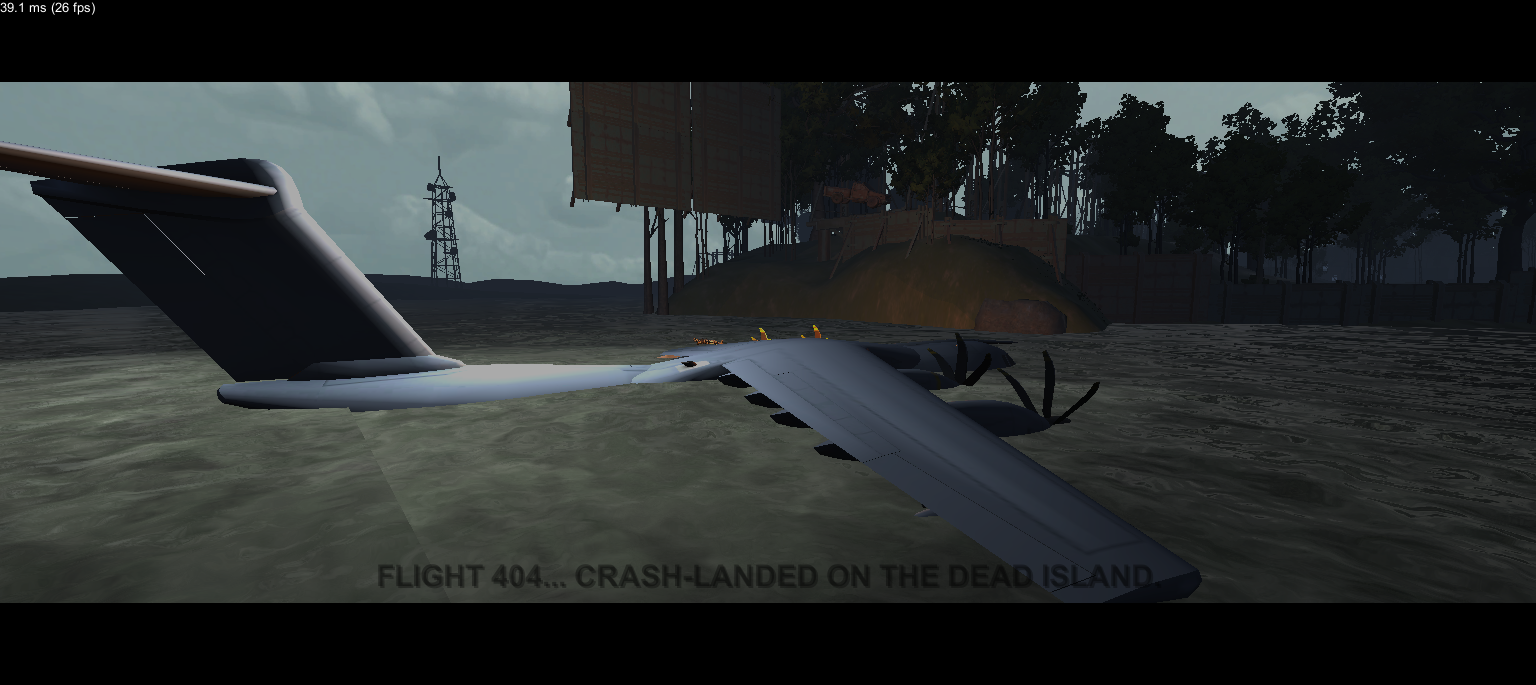 39.1 ms (26 fps)
FLIGHT 404... CRASH-LANDED ON THE DEAD ISLAND